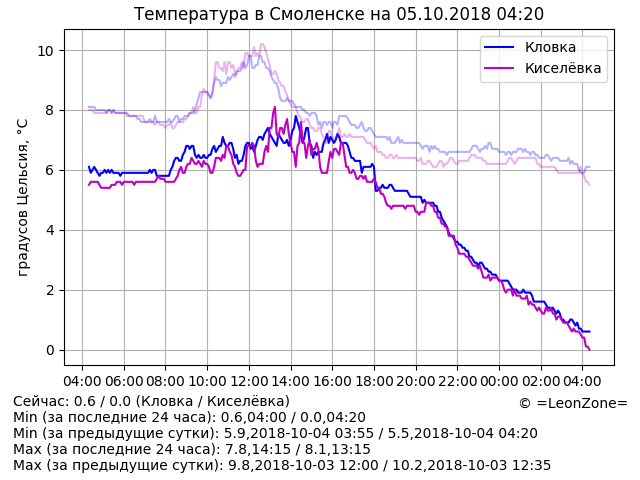 Температура в Смоленске на 05.10.2018 04:20
Кловка
Киселёвка
градусов Цельсия, °C
10
8
6
4
2
0
04:00 06:00 08:00 10:00 12:00 14:00 16:00 18:00 20:00 22:00 00:00 02:00 04:00
Сейчас: 0.6 / 0.0 (Кловка / Киселёвка)
© =LeonZone=
Min (за последние 24 часа): 0.6,04:00 / 0.0,04:20
Min (за предыдущие сутки): 5.9,2018-10-04 03:55 / 5.5,2018-10-04 04:20
Max (за последние 24 часа): 7.8,14:15 / 8.1,13:15
Max (за предыдущие сутки): 9.8,2018-10-03 12:00 / 10.2,2018-10-03 12:35